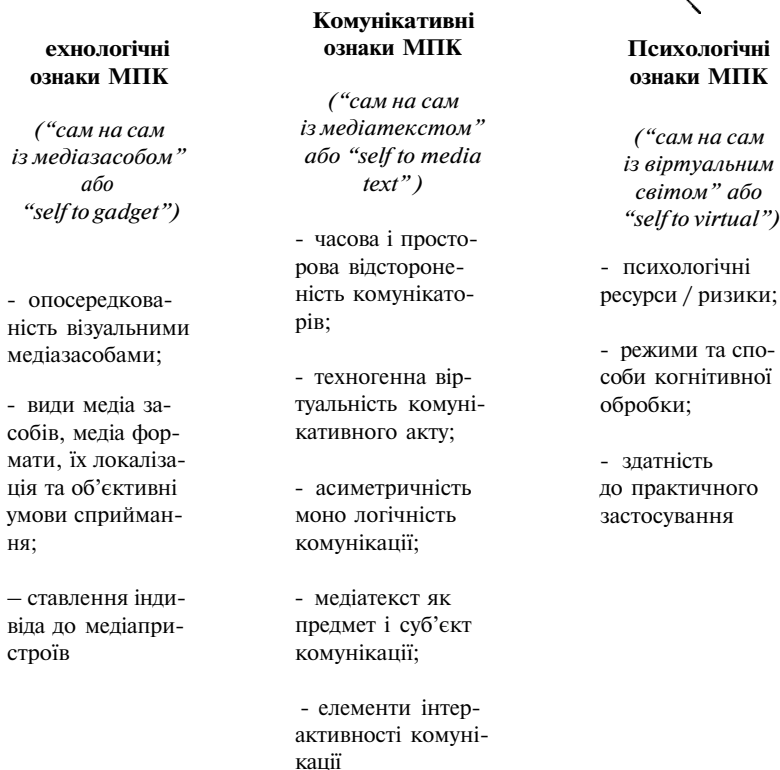 ехнологічні
ознаки МПК
(“сам на сам
із медіазасобом”
або
“self to gadget”)
- опосередкова-
ність візуальними
медіазасобами;
- види медіа за-
собів, медіа фор-
мати, їх локаліза-
ція та об’єктивні
умови сприйман-
ня;
– ставлення інди-
віда до медіапри-
строїв
Комунікативні
ознаки МПК
(“сам на сам
із медіатекстом”
або “self to media
text”)
- часова і просто-
рова відстороне-
ність комунікато-
рів;
- техногенна вір-
туальність комуні-
кативного акту;
- асиметричність
моно логічність
комунікації;
- медіатекст як
предмет і суб’єкт
комунікації;
- елементи інтер-
активності комуні-
кації
Психологічні
ознаки МПК
(“сам на сам
із віртуальним
світом” або
“self to virtual”)
- психологічні
ресурси / ризики;
- режими та спо-
соби когнітивної
обробки;
- здатність
до практичного
застосування